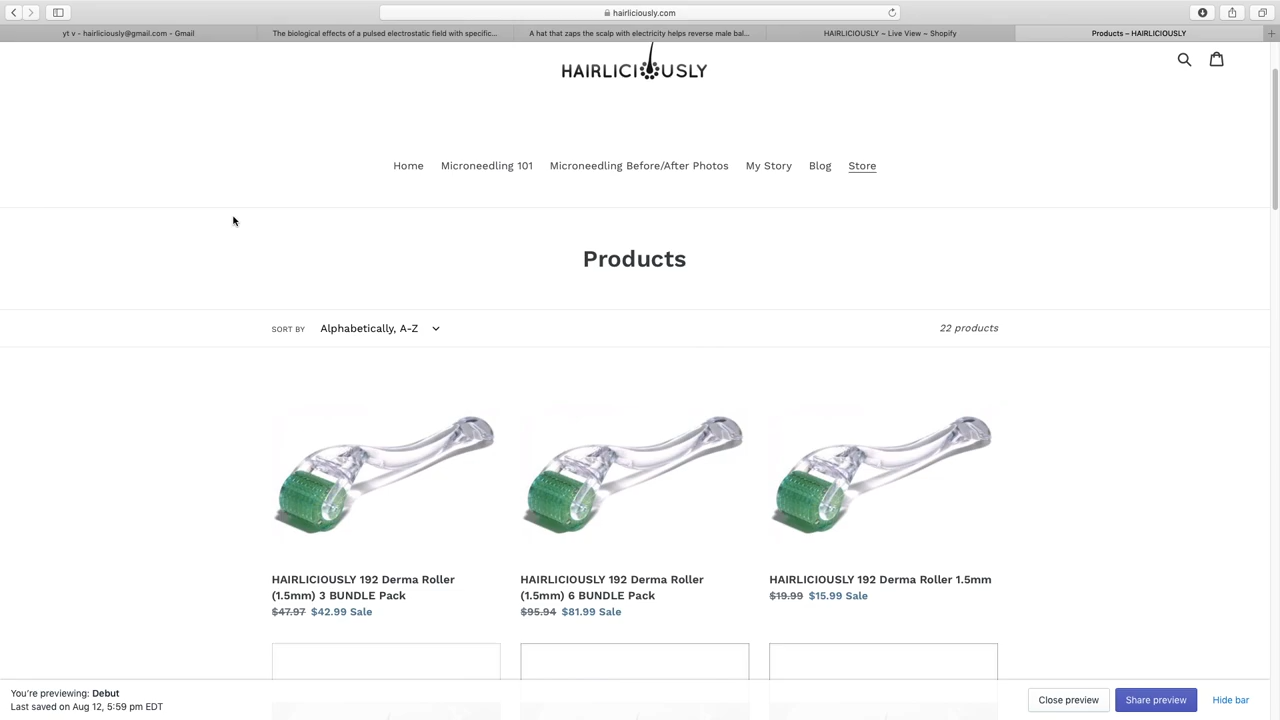 hairliciously.com
yt v - hairliciously@gmail.com - Gmail
The biological effects of a pulsed electrostatic field with specific...
A hat that zaps the scalp with electricity helps reverse male bal...
HAIRLICIOUSLY ~ Live View ~ Shopify
Products – HAIRLICIOUSLY
HAIRLICIOUSLY
Home
Microneedling 101
Microneedling Before/After Photos
My Story
Blog
Store
Products
SORT BY
Alphabetically, A-Z
22 products
HAIRLICIOUSLY 192 Derma Roller
(1.5mm) 3 BUNDLE Pack
$47.97 $42.99 Sale
HAIRLICIOUSLY 192 Derma Roller
(1.5mm) 6 BUNDLE Pack
$95.94 $81.99 Sale
HAIRLICIOUSLY 192 Derma Roller 1.5mm
$19.99 $15.99 Sale
You're previewing: Debut
Last saved on Aug 12, 5:59 pm EDT
Close preview
Share preview
Hide bar